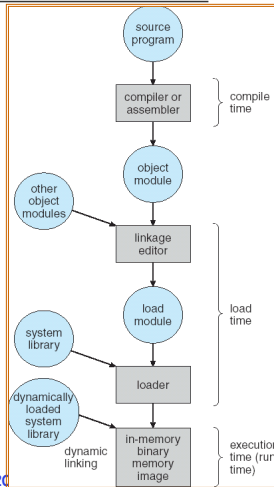 source
program
compiler or
assembler
compile
time
object
module
other
object
modules
linkage
editor
load
module
load
time
system
library
loader
dynamically
loaded
system
library
dynamic
linking
in-memory
binary
memory
image
execution
time (run
time)